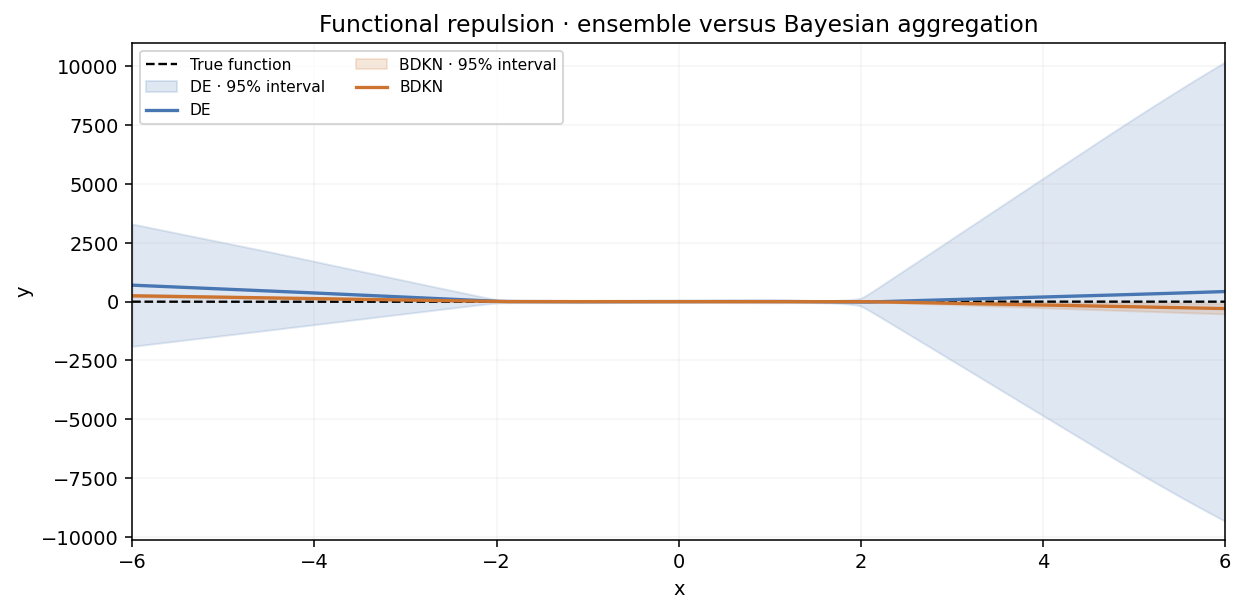 Functional repulsion · ensemble versus Bayesian aggregation
True function
DE · 95% interval
DE
BDKN · 95% interval
BDKN
y
10000
7500
5000
2500
0
−2500
−5000
−7500
−10000
−6 −4 −2 0 2 4 6
x